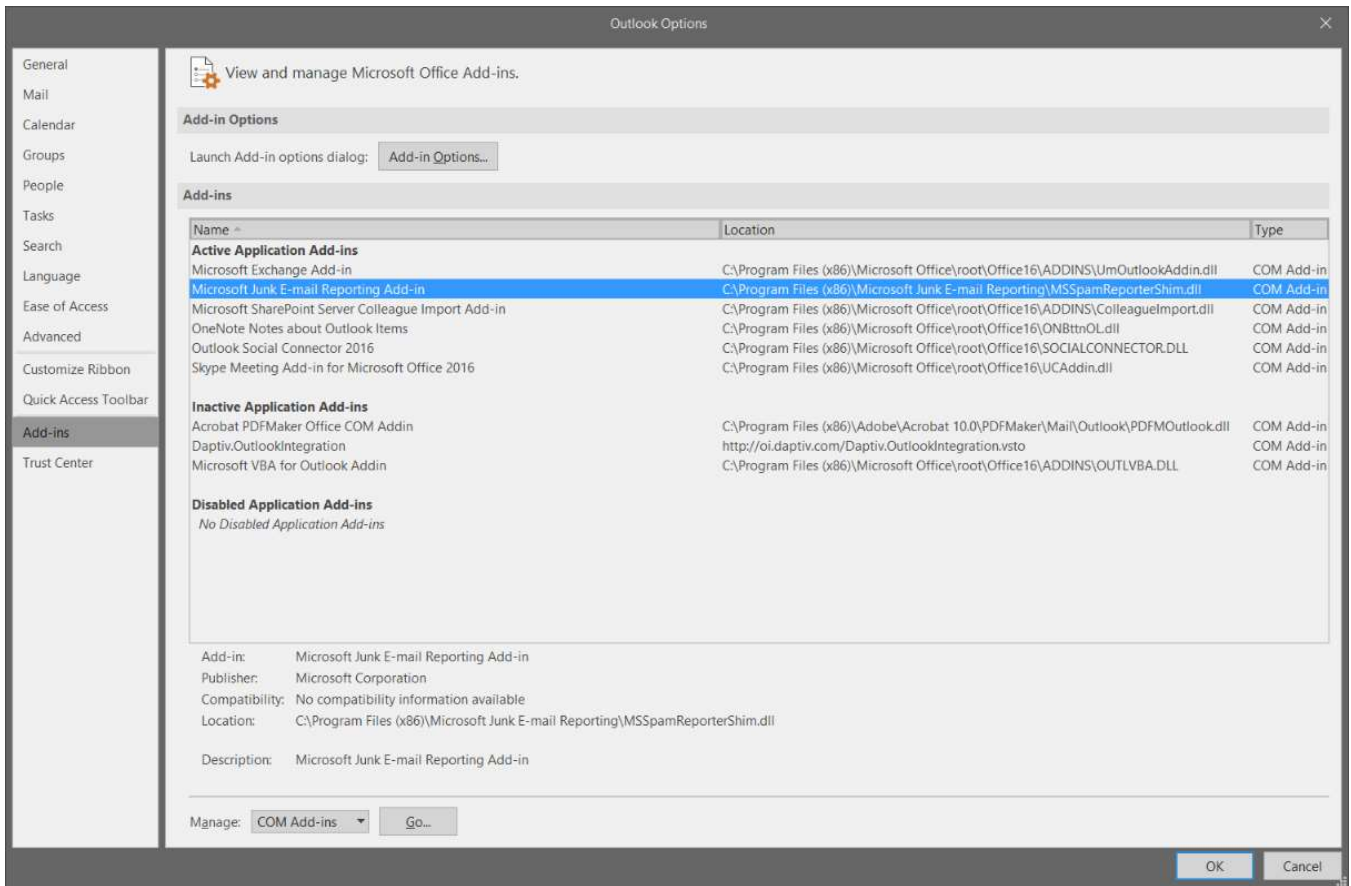 Outlook Options
General
Mail
Calendar
Groups
People
Tasks
Search
Language
Ease of Access
Advanced
Customize Ribbon
Quick Access Toolbar
Add-ins
Trust Center
View and manage Microsoft Office Add-ins.
Add-in Options
Launch Add-in options dialog: Add-in Options...
Add-ins
Name Location Type
Active Application Add-ins
Microsoft Exchange Add-in C:\Program Files (x86)\Microsoft Office\root\Office16\ADDINS\UmOutlookAddin.dll COM Add-in
Microsoft Junk E-mail Reporting Add-in C:\Program Files (x86)\Microsoft Junk E-mail Reporting\MSSpamReporterShim.dll COM Add-in
Microsoft SharePoint Server Colleague Import Add-in C:\Program Files (x86)\Microsoft Office\root\Office16\ADDINS\ColleagueImport.dll COM Add-in
OneNote Notes about Outlook Items C:\Program Files (x86)\Microsoft Office\root\Office16\ONBttnOL.dll COM Add-in
Outlook Social Connector 2016 C:\Program Files (x86)\Microsoft Office\root\Office16\SOCIALCONNECTOR.DLL COM Add-in
Skype Meeting Add-in for Microsoft Office 2016 C:\Program Files (x86)\Microsoft Office\root\Office16\UCAddin.dll COM Add-in
Inactive Application Add-ins
Acrobat PDFMaker Office COM Addin C:\Program Files (x86)\Adobe\Acrobat 10.0\PDFMaker\Mail\Outlook\PDFMOutlook.dll COM Add-in
Daptiv.OutlookIntegration http://oi.daptiv.com/Daptiv.OutlookIntegration.vsto COM Add-in
Microsoft VBA for Outlook Addin C:\Program Files (x86)\Microsoft Office\root\Office16\ADDINS\OUTLVBA.DLL COM Add-in
Disabled Application Add-ins
No Disabled Application Add-ins
Add-in: Microsoft Junk E-mail Reporting Add-in
Publisher: Microsoft Corporation
Compatibility: No compatibility information available
Location: C:\Program Files (x86)\Microsoft Junk E-mail Reporting\MSSpamReporterShim.dll
Description: Microsoft Junk E-mail Reporting Add-in
Manage: COM Add-ins Go...
OK Cancel